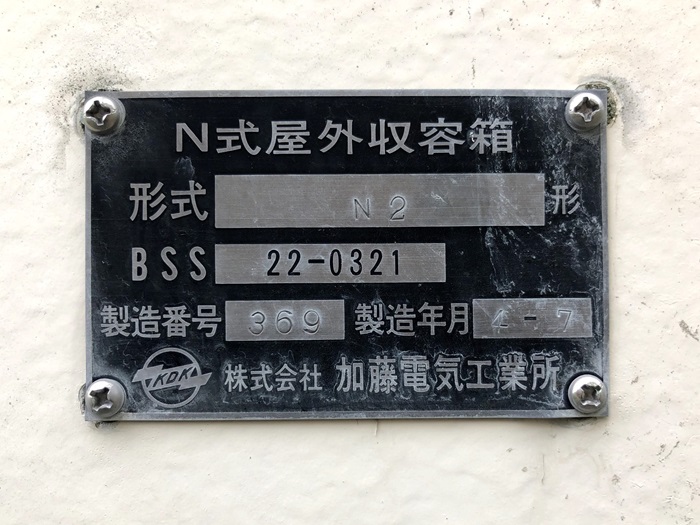 N式屋外収容箱
形式 N2 形
BSS 22-0321
製造番号 369 製造年月 4-7
KDK 株式会社 加藤電気工業所